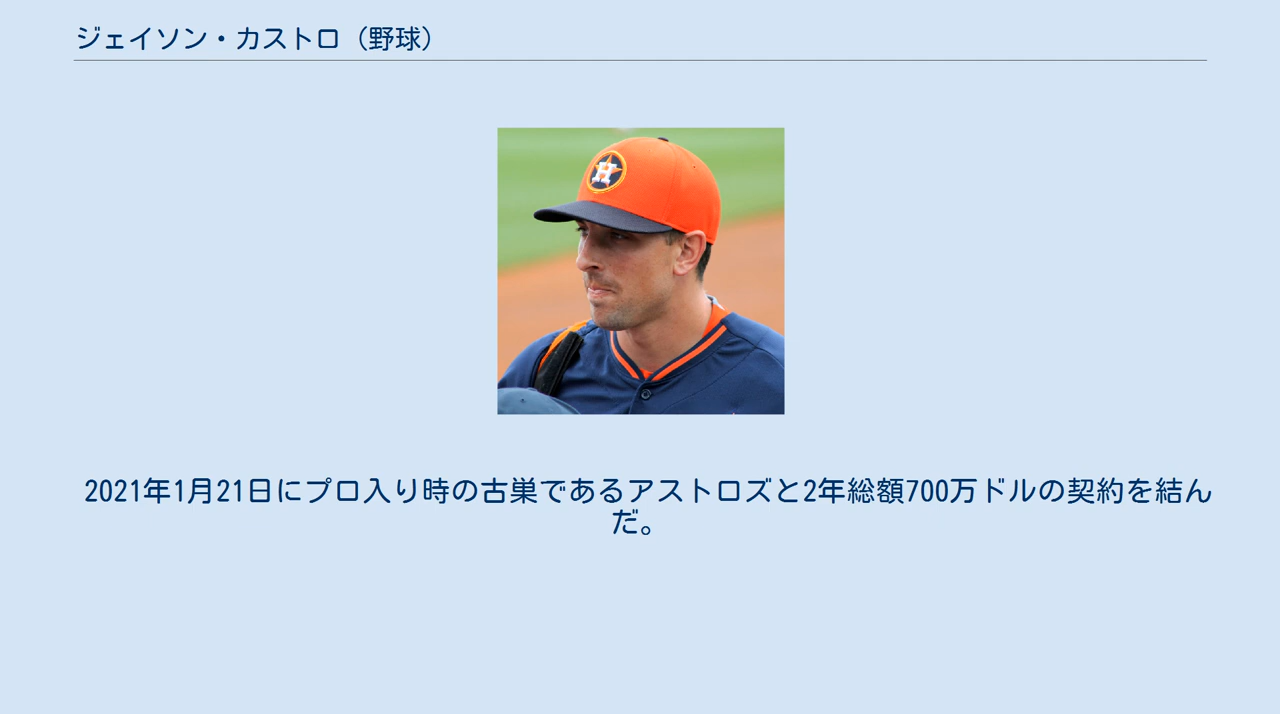 ジェイソン・カストロ（野球）
H
2021年1月21日にプロ入り時の古巣であるアストロズと2年総額700万ドルの契約を結ん
だ。